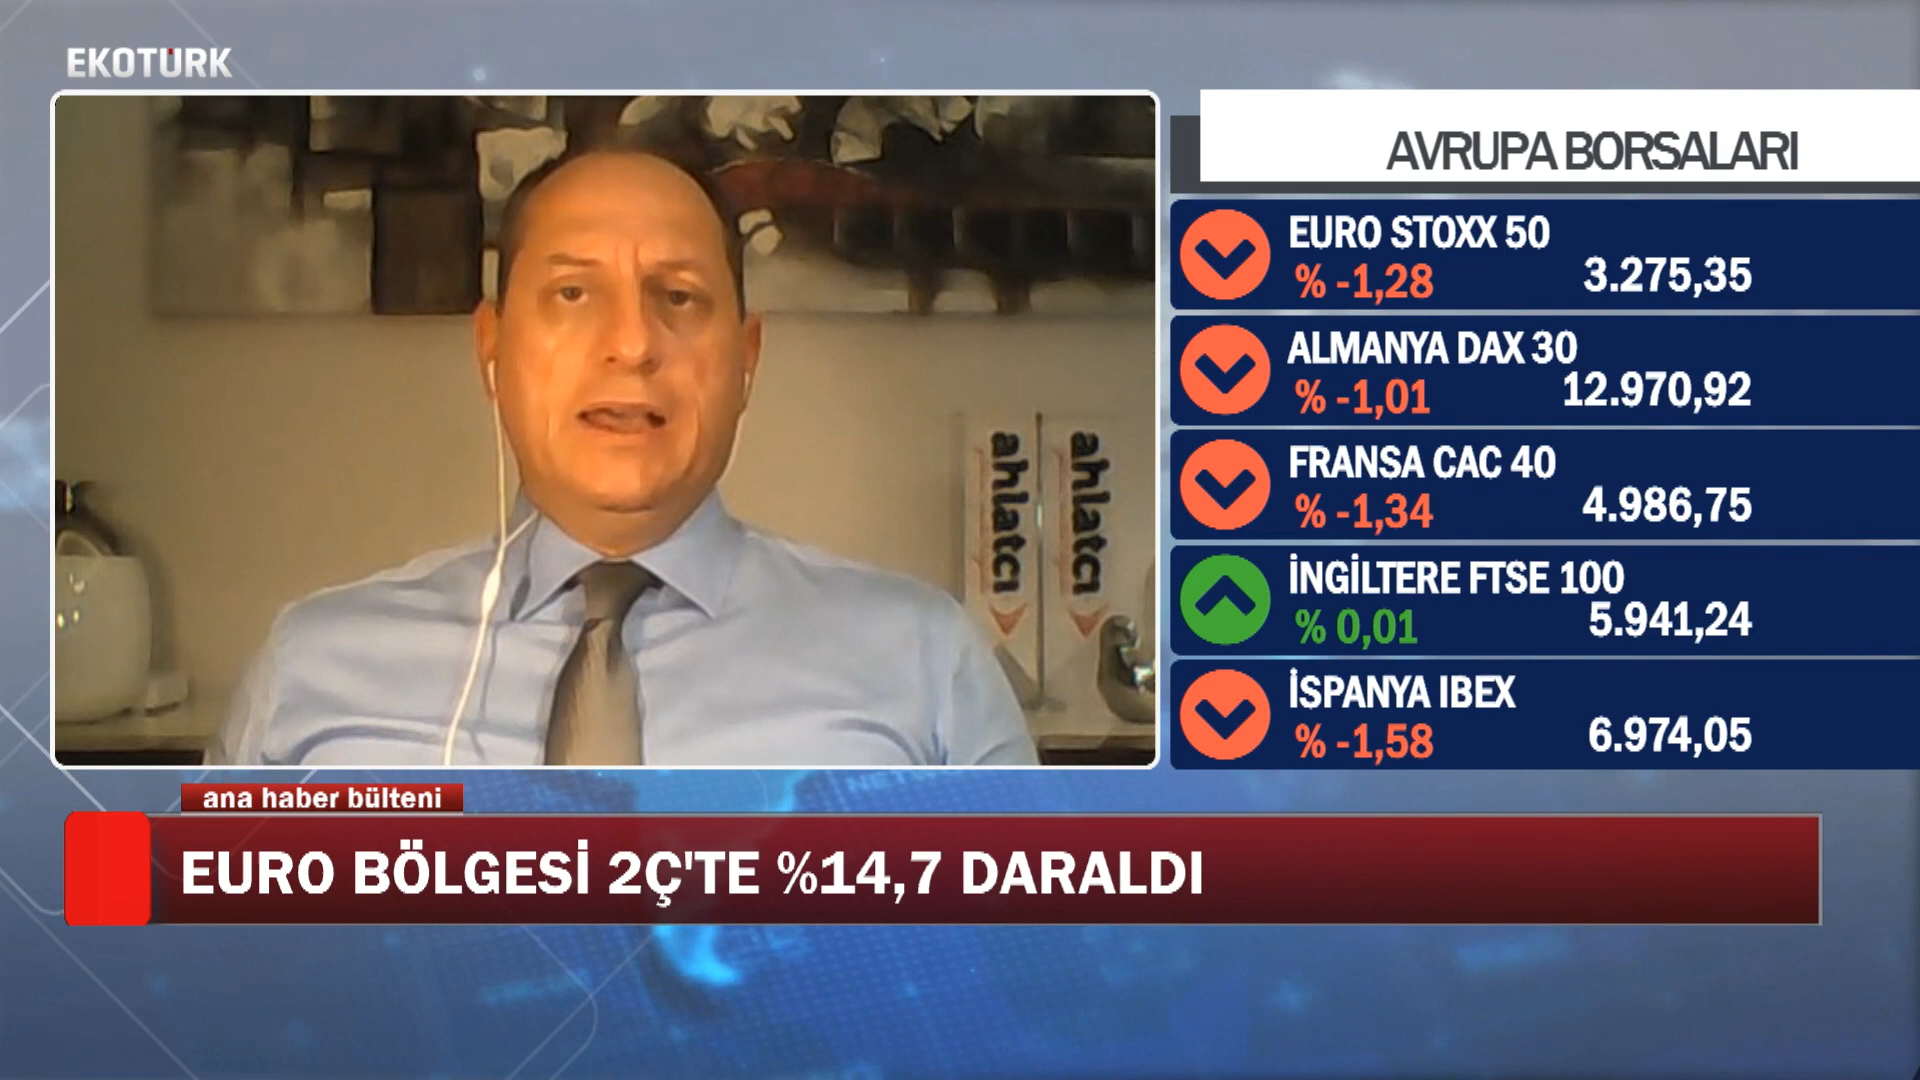 EKOTÜRK
AVRUPA BORSALARI
EURO STOXX 50
% -1,28
3.275,35
ALMANYA DAX 30
% -1,01
12.970,92
FRANSA CAC 40
% -1,34
4.986,75
İNGİLTERE FTSE 100
% 0,01
5.941,24
İSPANYA IBEX
% -1,58
6.974,05
ahlatcı
ahlatcı
ana haber bülteni
EURO BÖLGESİ 2Ç'TE %14,7 DARALDI